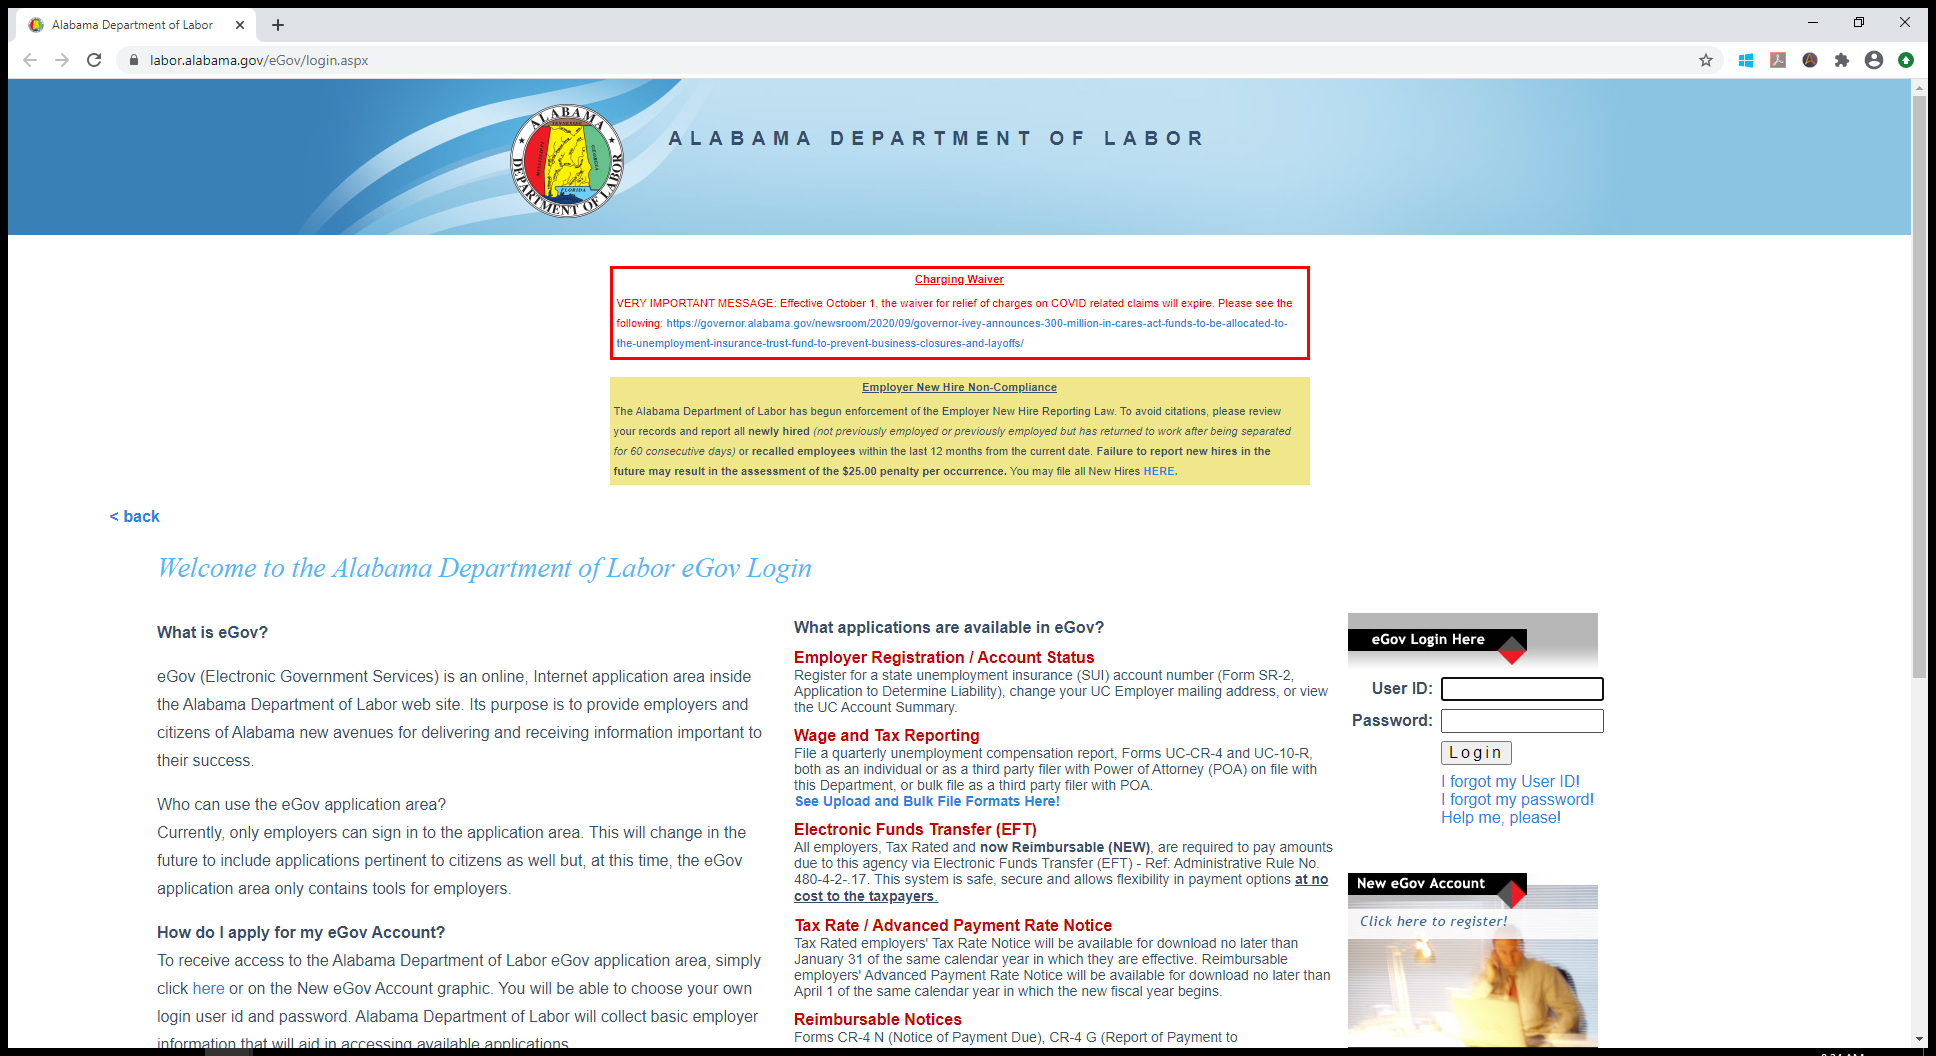 Alabama Department of Labor
labor.alabama.gov/eGov/login.aspx
ALABAMA
DEPARTMENT OF LABOR
TENNESSEE
MISSISSIPPI
GEORGIA
FLORIDA
ALABAMA DEPARTMENT OF LABOR
Charging Waiver
VERY IMPORTANT MESSAGE: Effective October 1, the waiver for relief of charges on COVID related claims will expire. Please see the
following: https://governor.alabama.gov/newsroom/2020/09/governor-ivey-announces-300-million-in-cares-act-funds-to-be-allocated-to-
the-unemployment-insurance-trust-fund-to-prevent-business-closures-and-layoffs/
Employer New Hire Non-Compliance
The Alabama Department of Labor has begun enforcement of the Employer New Hire Reporting Law. To avoid citations, please review
your records and report all newly hired (not previously employed or previously employed but has returned to work after being separated
for 60 consecutive days) or recalled employees within the last 12 months from the current date. Failure to report new hires in the
future may result in the assessment of the $25.00 penalty per occurrence. You may file all New Hires HERE.
< back
Welcome to the Alabama Department of Labor eGov Login
What is eGov?
eGov (Electronic Government Services) is an online, Internet application area inside
the Alabama Department of Labor web site. Its purpose is to provide employers and
citizens of Alabama new avenues for delivering and receiving information important to
their success.
Who can use the eGov application area?
Currently, only employers can sign in to the application area. This will change in the
future to include applications pertinent to citizens as well but, at this time, the eGov
application area only contains tools for employers.
How do I apply for my eGov Account?
To receive access to the Alabama Department of Labor eGov application area, simply
click here or on the New eGov Account graphic. You will be able to choose your own
login user id and password. Alabama Department of Labor will collect basic employer
information that will aid in accessing available applications.
What applications are available in eGov?
Employer Registration / Account Status
Register for a state unemployment insurance (SUI) account number (Form SR-2,
Application to Determine Liability), change your UC Employer mailing address, or view
the UC Account Summary.
Wage and Tax Reporting
File a quarterly unemployment compensation report, Forms UC-CR-4 and UC-10-R,
both as an individual or as a third party filer with Power of Attorney (POA) on file with
this Department, or bulk file as a third party filer with POA.
See Upload and Bulk File Formats Here!
Electronic Funds Transfer (EFT)
All employers, Tax Rated and now Reimbursable (NEW), are required to pay amounts
due to this agency via Electronic Funds Transfer (EFT) - Ref: Administrative Rule No.
480-4-2-.17. This system is safe, secure and allows flexibility in payment options at no
cost to the taxpayers.
Tax Rate / Advanced Payment Rate Notice
Tax Rated employers' Tax Rate Notice will be available for download no later than
January 31 of the same calendar year in which they are effective. Reimbursable
employers' Advanced Payment Rate Notice will be available for download no later than
April 1 of the same calendar year in which the new fiscal year begins.
Reimbursable Notices
Forms CR-4 N (Notice of Payment Due), CR-4 G (Report of Payment to
eGov Login Here
User ID:
Password:
Login
I forgot my User ID!
I forgot my password!
Help me, please!
New eGov Account
Click here to register!